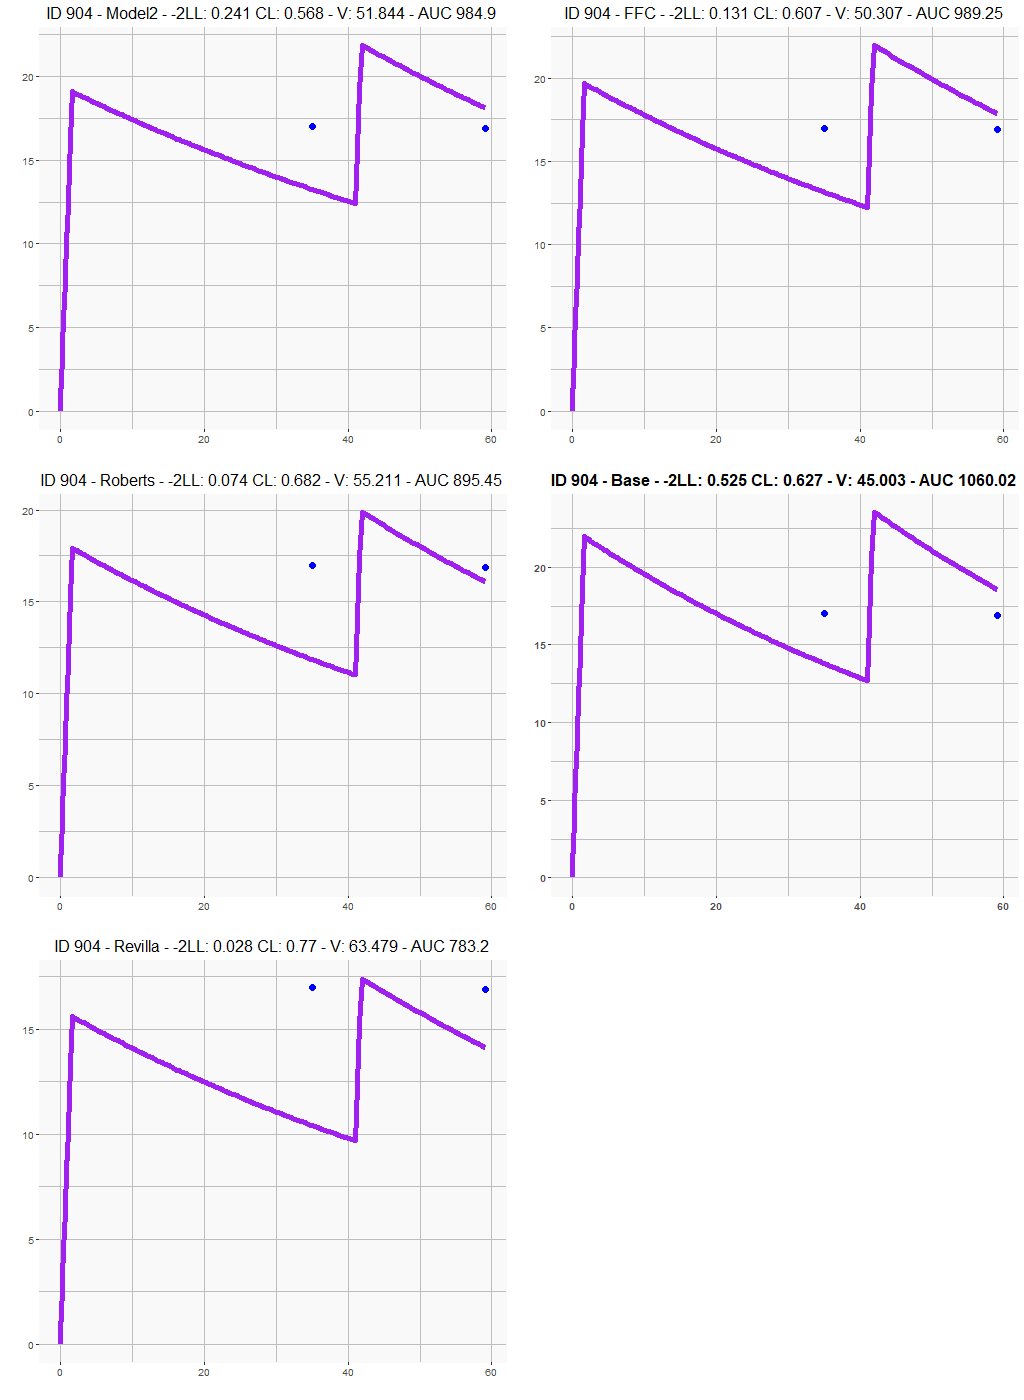 ID 904 - Model2 - -2LL: 0.241 CL: 0.568 - V: 51.844 - AUC 984.9
20
15
10
5
0
0 20 40 60
ID 904 - FFC - -2LL: 0.131 CL: 0.607 - V: 50.307 - AUC 989.25
20
15
10
5
0
0 20 40 60
ID 904 - Roberts - -2LL: 0.074 CL: 0.682 - V: 55.211 - AUC 895.45
20
15
10
5
0
0 20 40 60
ID 904 - Base - -2LL: 0.525 CL: 0.627 - V: 45.003 - AUC 1060.02
20
15
10
5
0
0 20 40 60
ID 904 - Revilla - -2LL: 0.028 CL: 0.77 - V: 63.479 - AUC 783.2
15
10
5
0
0 20 40 60